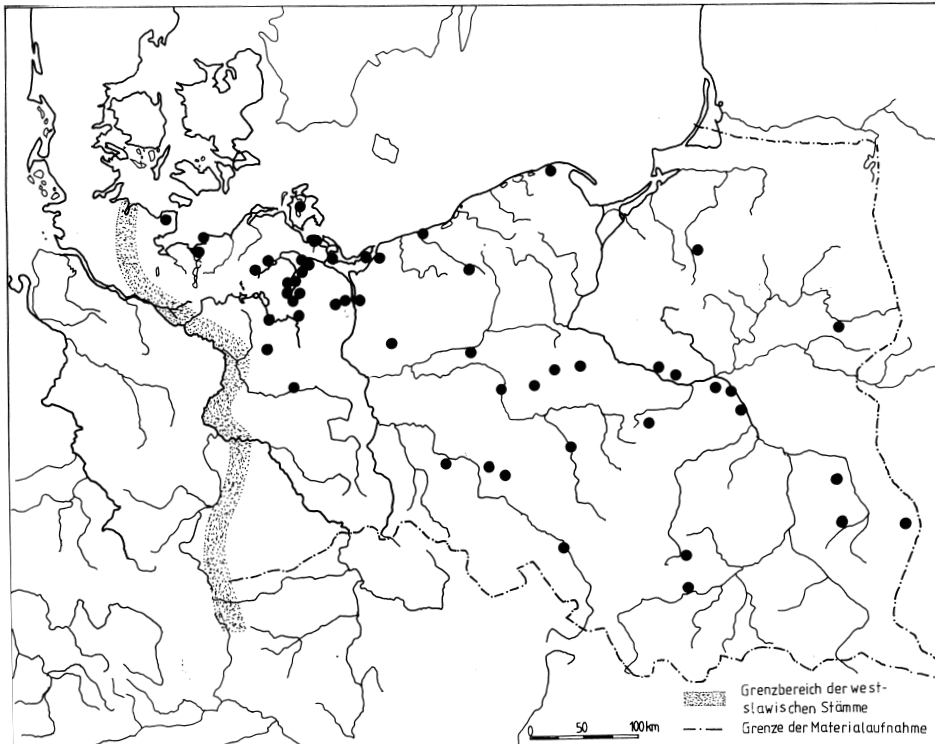 Grenzbereich der west-
slawischen Stämme
0 50 100 km
Grenze der Materialaufnahme